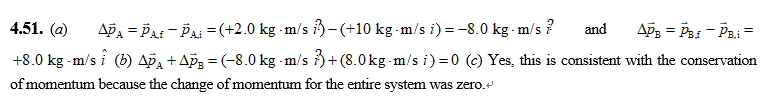 4.51. (a) Δp⃗_A = p⃗_A,f − p⃗_A,i = (+2.0 kg · m/s î) − (+10 kg · m/s i) = −8.0 kg · m/s î and Δp⃗_B = p⃗_B,f − p⃗_B,i =
+8.0 kg · m/s î (b) Δp⃗_A + Δp⃗_B = (−8.0 kg · m/s î) + (8.0 kg · m/s i) = 0 (c) Yes, this is consistent with the conservation
of momentum because the change of momentum for the entire system was zero.↵